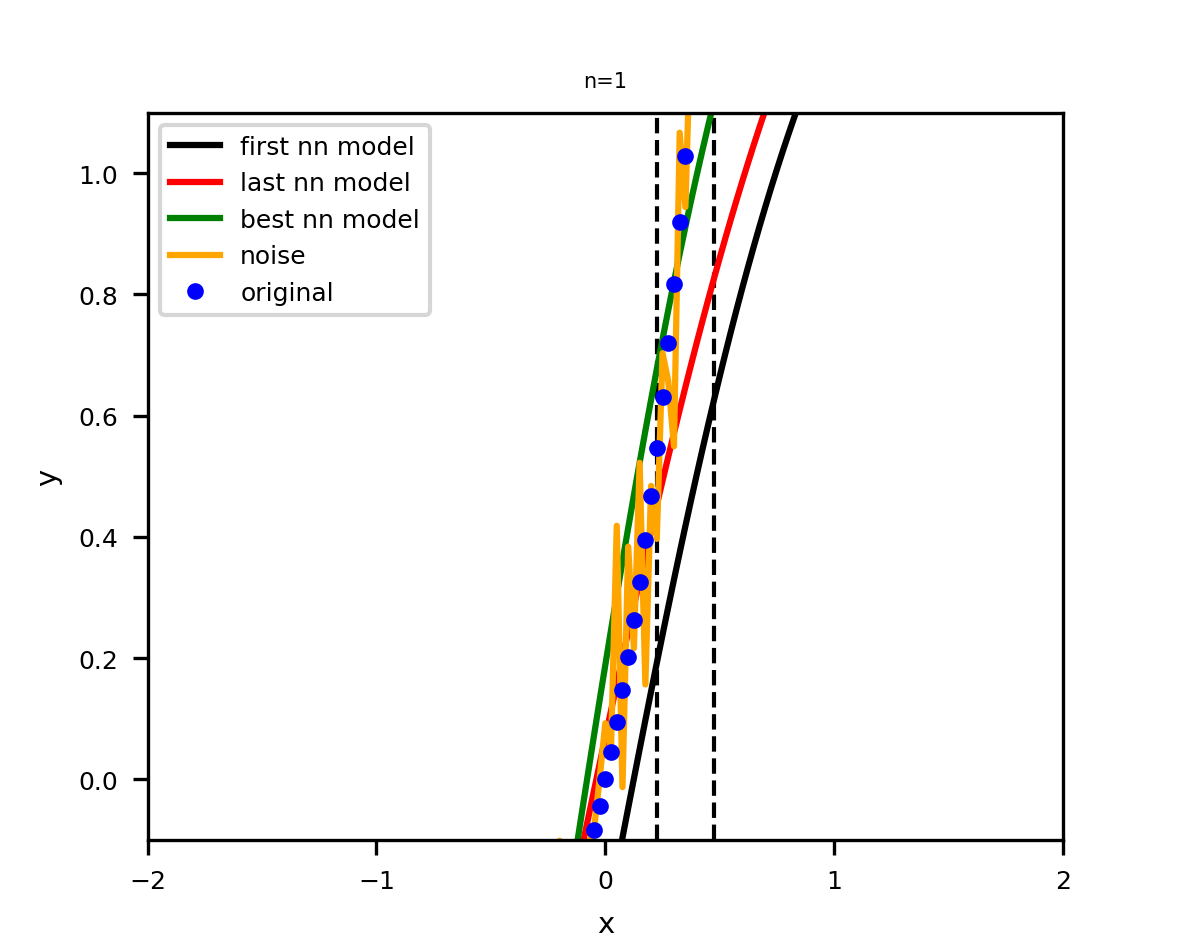 n=1
first nn model
last nn model
best nn model
noise
original
1.0
0.8
0.6
0.4
0.2
0.0
y
−2
−1
0
1
2
x